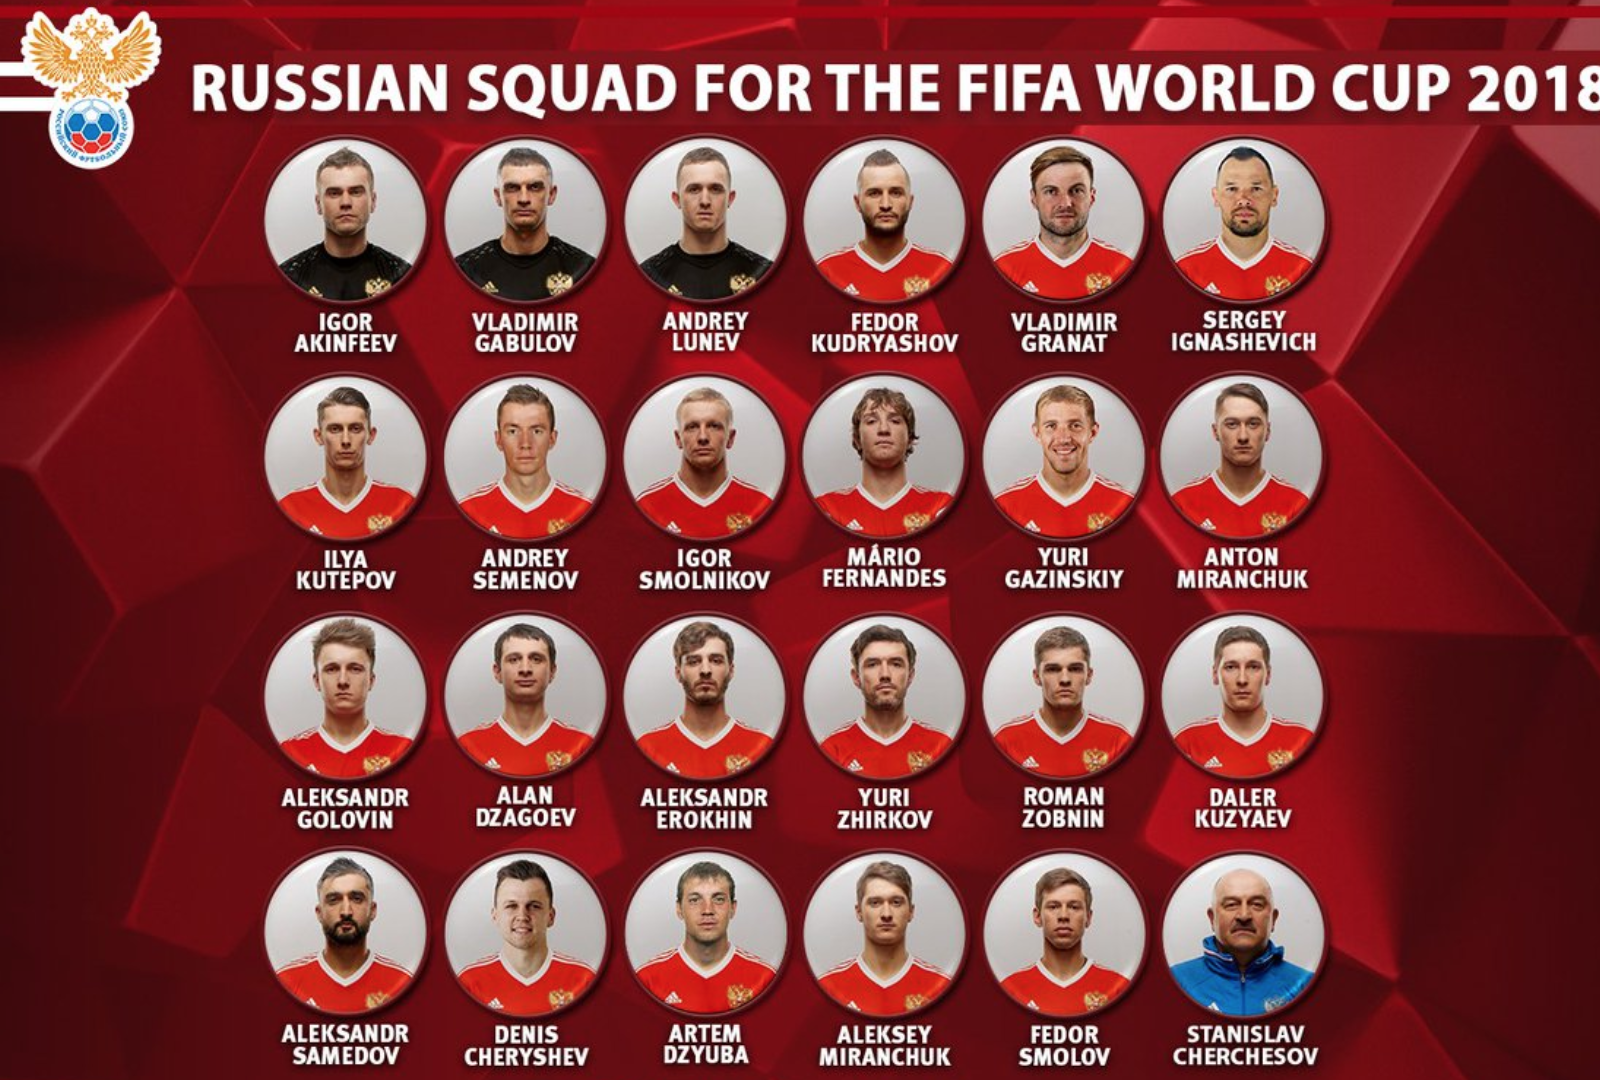 RUSSIAN SQUAD FOR THE FIFA WORLD CUP 2018
IGOR
AKINFEEV
VLADIMIR
GABULOV
ANDREY
LUNEV
FEDOR
KUDRYASHOV
VLADIMIR
GRANAT
SERGEY
IGNASHEVICH
ILYA
KUTEPOV
ANDREY
SEMENOV
IGOR
SMOLNIKOV
MÁRIO
FERNANDES
YURI
GAZINSKIY
ANTON
MIRANCHUK
ALEKSANDR
GOLOVIN
ALAN
DZAGOEV
ALEKSANDR
EROKHIN
YURI
ZHIRKOV
ROMAN
ZOBNIN
DALER
KUZYAEV
ALEKSANDR
SAMEDOV
DENIS
CHERYSHEV
ARTEM
DZYUBA
ALEKSEY
MIRANCHUK
FEDOR
SMOLOV
STANISLAV
CHERCHESOV